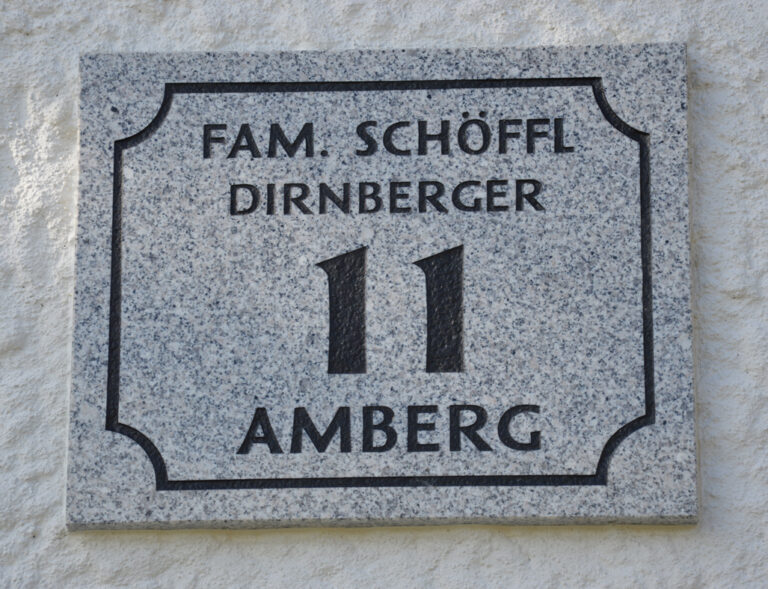 FAM. SCHÖFFL
DIRNBERGER
11
AMBERG